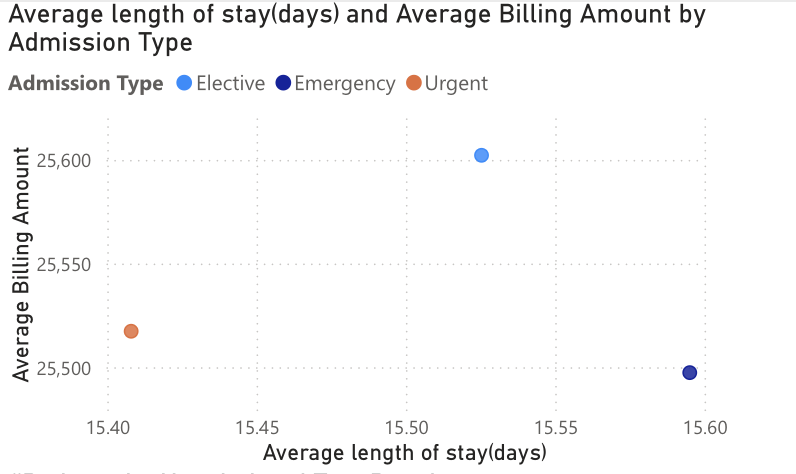 Average length of stay(days) and Average Billing Amount by
Admission Type
Admission Type Elective Emergency Urgent
Average Billing Amount
25,600
25,550
25,500
15.40 15.45 15.50 15.55 15.60
Average length of stay(days)